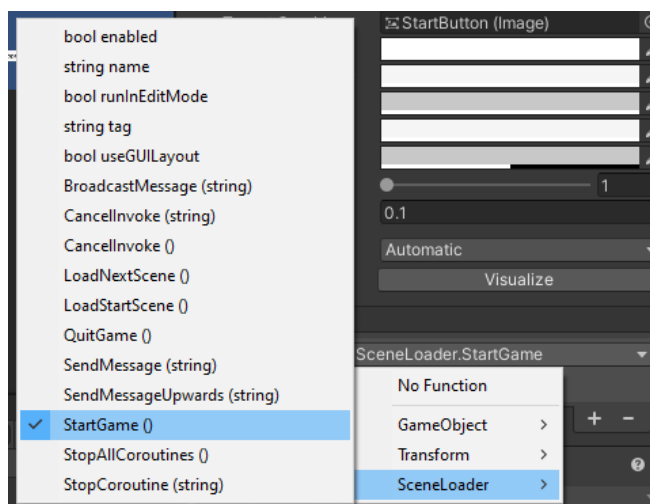 StartButton (Image)
1
0.1
Automatic
Visualize
SceneLoader.StartGame
bool enabled
string name
bool runInEditMode
string tag
bool useGUILayout
BroadcastMessage (string)
CancelInvoke (string)
CancelInvoke ()
LoadNextScene ()
LoadStartScene ()
QuitGame ()
SendMessage (string)
SendMessageUpwards (string)
StartGame ()
StopAllCoroutines ()
StopCoroutine (string)
No Function
GameObject
Transform
SceneLoader